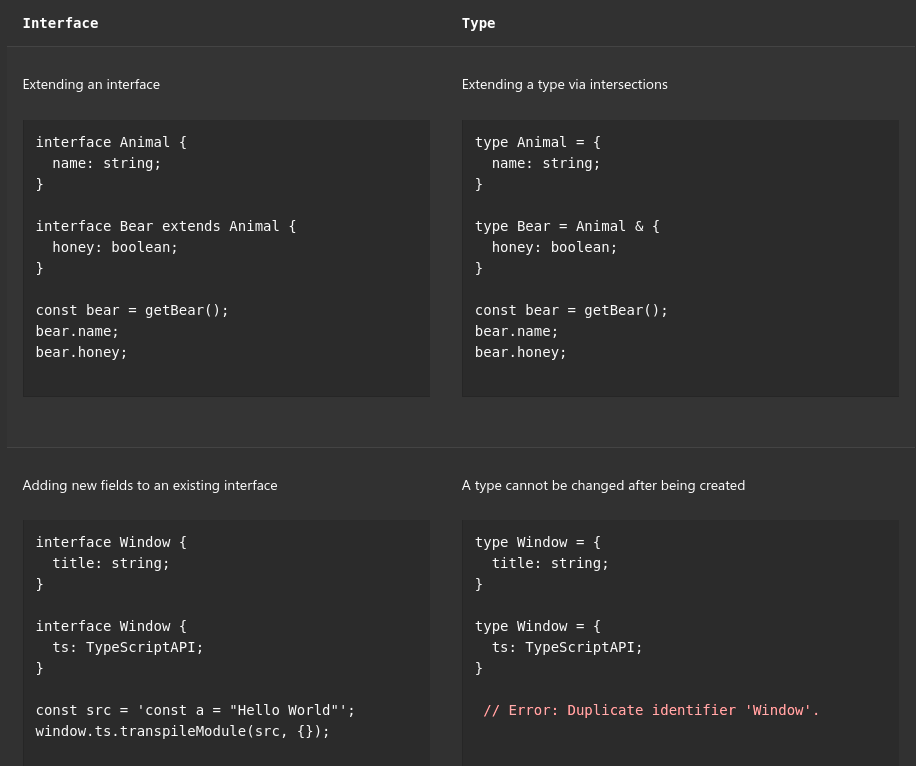 Interface
Type
Extending an interface
Extending a type via intersections
interface Animal {
  name: string;
}

interface Bear extends Animal {
  honey: boolean;
}

const bear = getBear();
bear.name;
bear.honey;
type Animal = {
  name: string;
}

type Bear = Animal & {
  honey: boolean;
}

const bear = getBear();
bear.name;
bear.honey;
Adding new fields to an existing interface
A type cannot be changed after being created
interface Window {
  title: string;
}

interface Window {
  ts: TypeScriptAPI;
}

const src = 'const a = "Hello World"';
window.ts.transpileModule(src, {});
type Window = {
  title: string;
}

type Window = {
  ts: TypeScriptAPI;
}

 // Error: Duplicate identifier 'Window'.